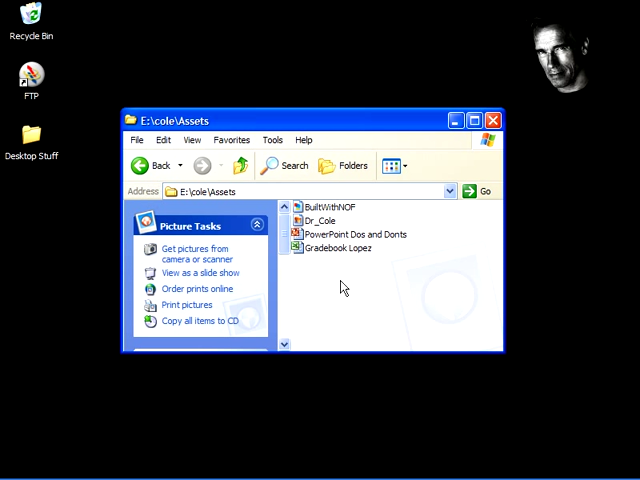 Recycle Bin
FTP
Desktop Stuff
E:\cole\Assets
File Edit View Favorites Tools Help
Back Search Folders
Address E:\cole\Assets Go
Picture Tasks
Get pictures from
camera or scanner
View as a slide show
Order prints online
Print pictures
Copy all items to CD
BuiltWithNOF
Dr_Cole
PowerPoint Dos and Donts
Gradebook Lopez